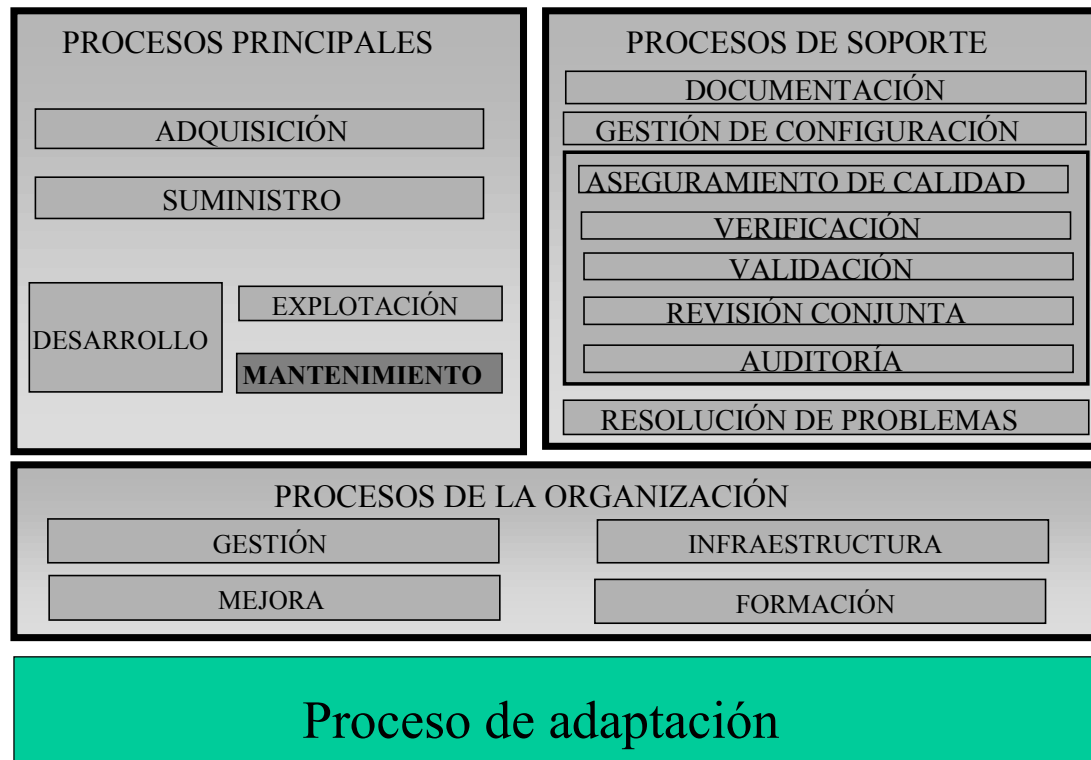 PROCESOS PRINCIPALES
ADQUISICIÓN
SUMINISTRO
DESARROLLO
EXPLOTACIÓN
MANTENIMIENTO
PROCESOS DE SOPORTE
DOCUMENTACIÓN
GESTIÓN DE CONFIGURACIÓN
ASEGURAMIENTO DE CALIDAD
VERIFICACIÓN
VALIDACIÓN
REVISIÓN CONJUNTA
AUDITORÍA
RESOLUCIÓN DE PROBLEMAS
PROCESOS DE LA ORGANIZACIÓN
GESTIÓN
INFRAESTRUCTURA
MEJORA
FORMACIÓN
Proceso de adaptación